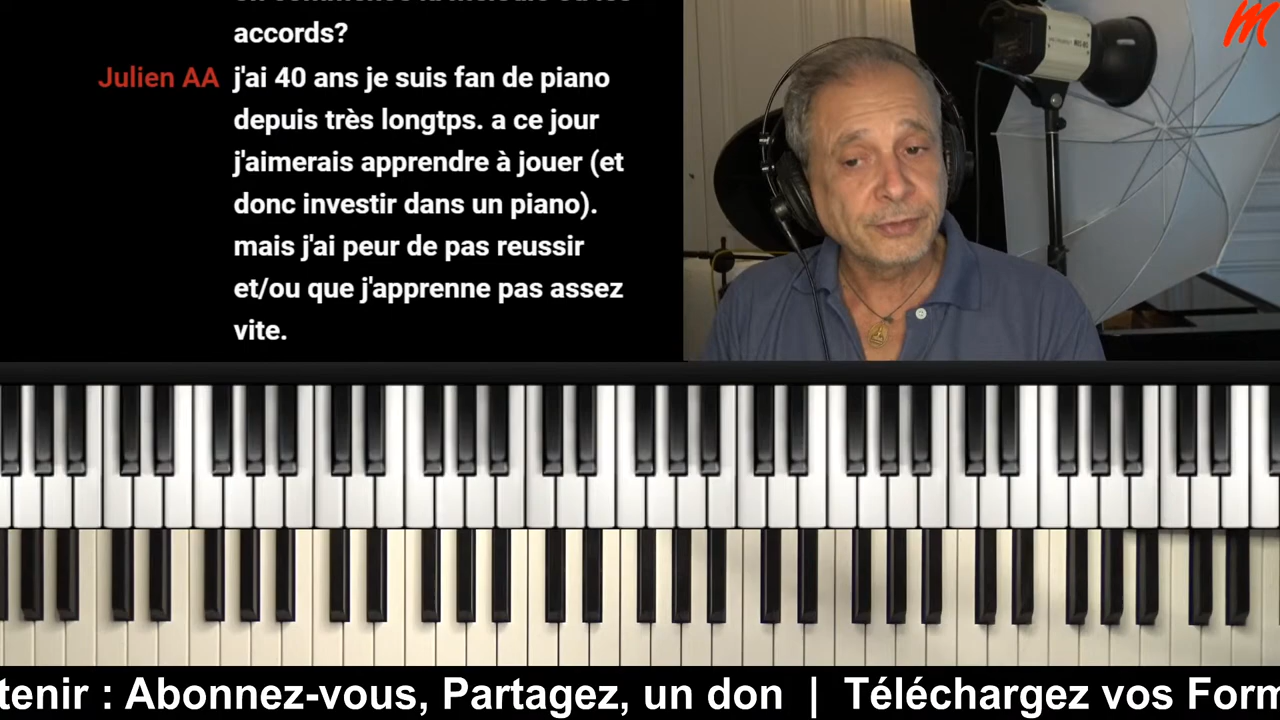 accords?
Julien AA j'ai 40 ans je suis fan de piano
depuis très longtps. a ce jour
j'aimerais apprendre à jouer (et
donc investir dans un piano).
mais j'ai peur de pas reussir
et/ou que j'apprenne pas assez
vite.
tenir : Abonnez-vous, Partagez, un don | Téléchargez vos Form